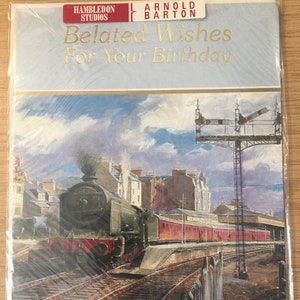 HAMBLEDON
STUDIOS
ARNOLD
BARTON
Belated Wishes
For Your Birthday